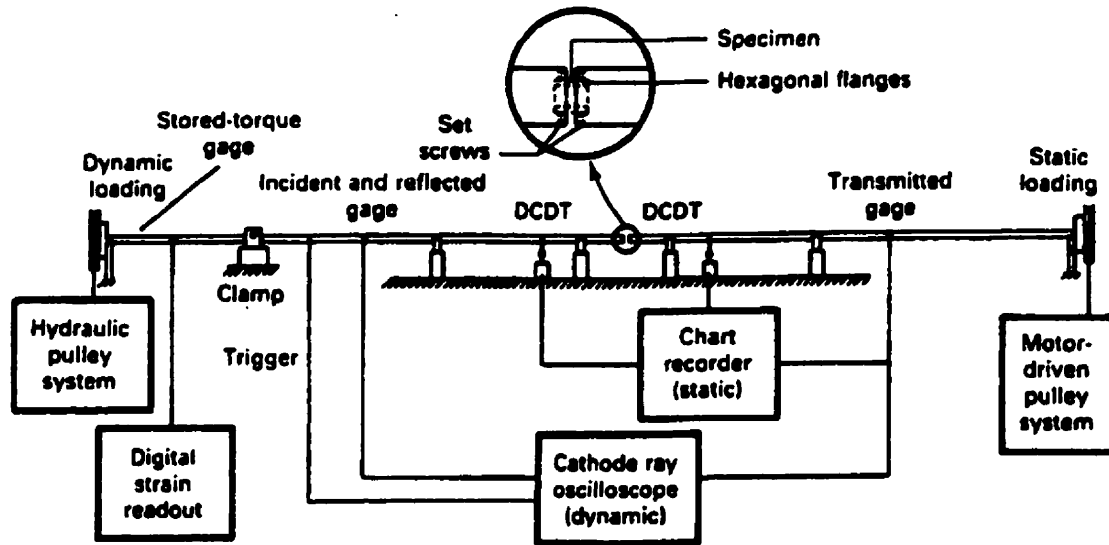 Specimen
Hexagonal flanges
Set
screws
Stored-torque
gage
Dynamic
loading
Incident and reflected
gage
DCDT
DCDT
Transmitted
gage
Static
loading
Clamp
Trigger
Hydraulic
pulley
system
Digital
strain
readout
Chart
recorder
(static)
Cathode ray
oscilloscope
(dynamic)
Motor-
driven
pulley
system